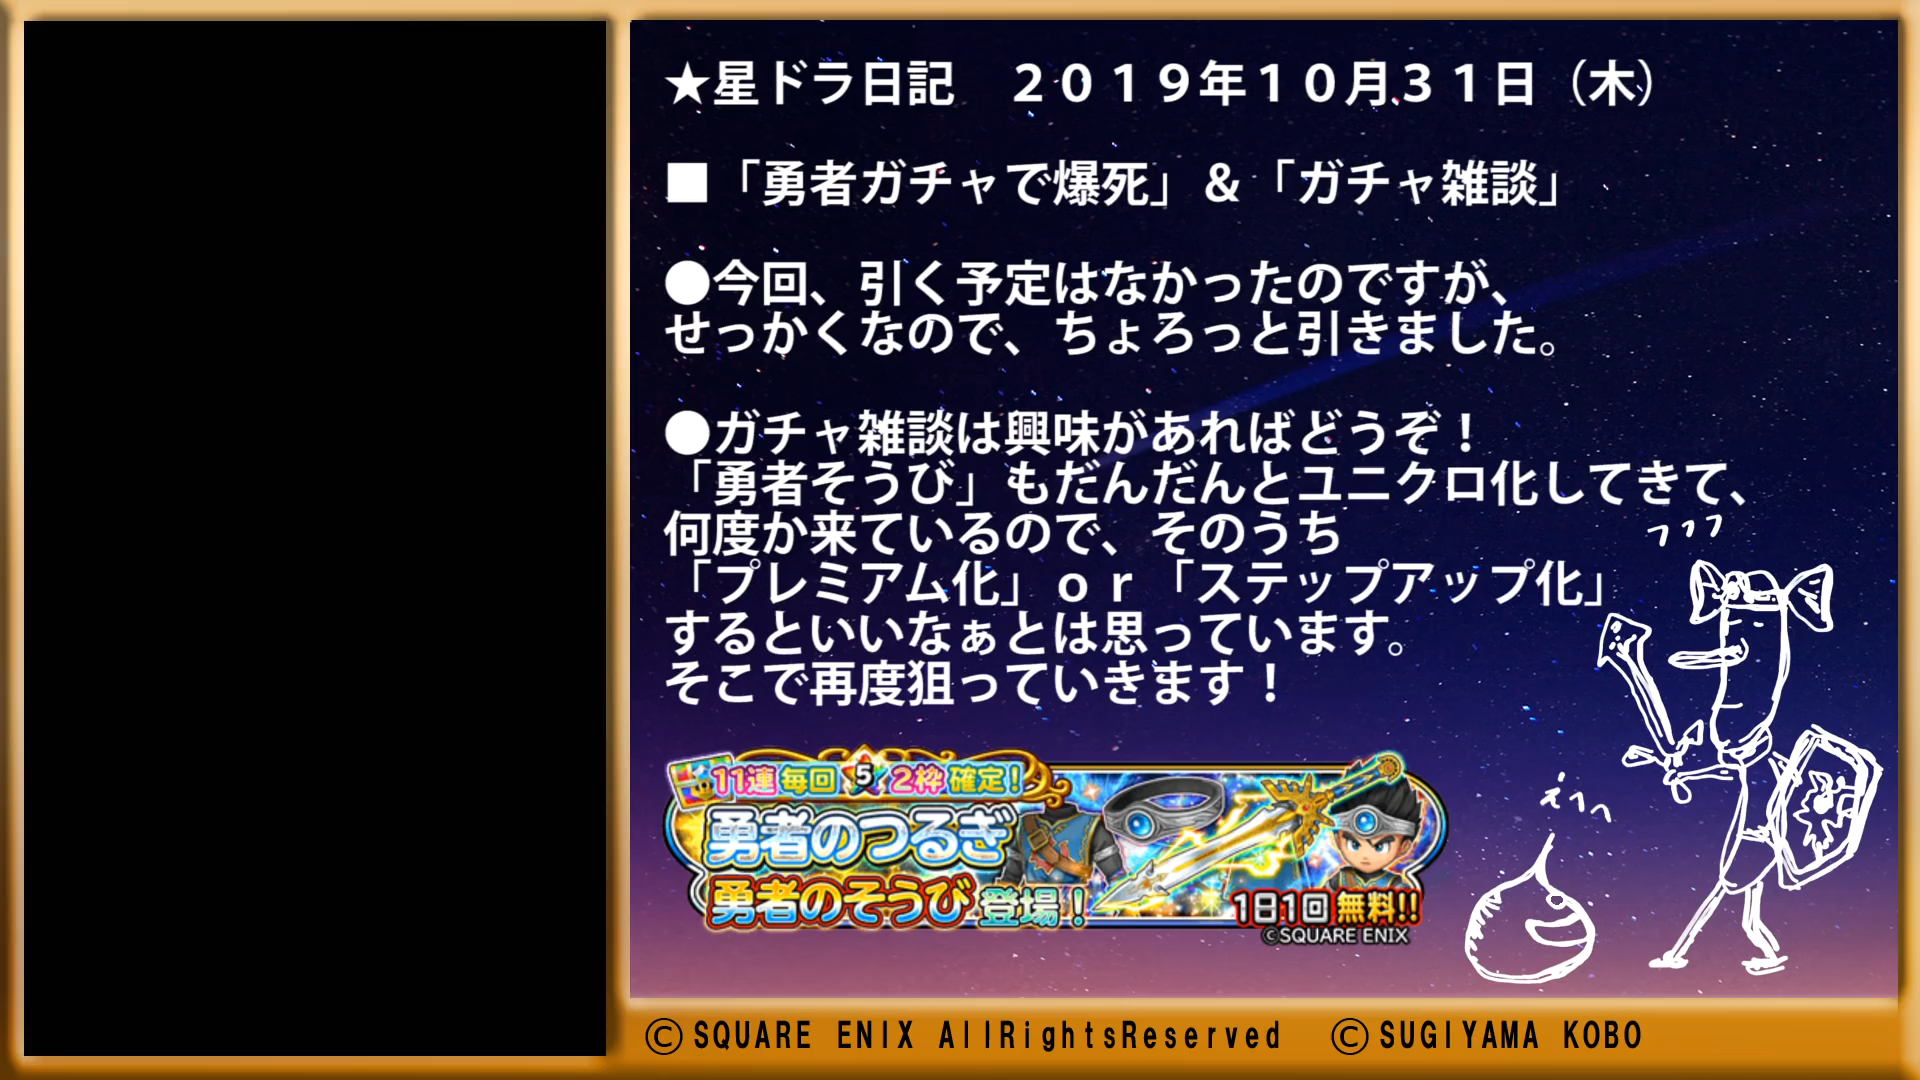 ★星ドラ日記　２０１９年１０月３１日（木）
■「勇者ガチャで爆死」＆「ガチャ雑談」
●今回、引く予定はなかったのですが、
せっかくなので、ちょろっと引きました。
●ガチャ雑談は興味があればどうぞ！
「勇者そうび」もだんだんとユニクロ化してきて、
何度か来ているので、そのうち
「プレミアム化」ｏｒ「ステップアップ化」
するといいなぁとは思っています。
そこで再度狙っていきます！
フフフ
11連毎回5 2枠確定！
勇者のつるぎ
勇者のそうび登場！
1日1回無料!!
©SQUARE ENIX
©SQUARE ENIX AllRightsReserved ©SUGIYAMA KOBO